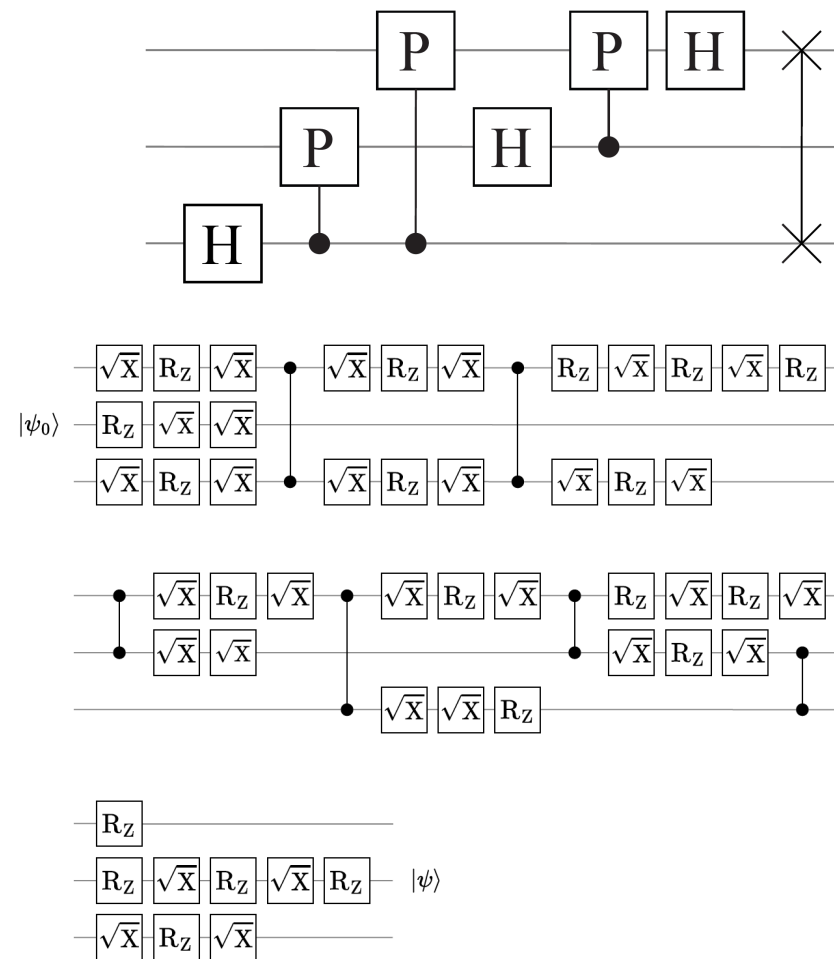 P P H
P H
H
√X R_Z √X √X R_Z √X R_Z √X R_Z √X R_Z
|ψ₀⟩ R_Z √X √X
√X R_Z √X √X R_Z √X √X R_Z √X
√X R_Z √X √X R_Z √X R_Z √X R_Z √X
√X √X √X R_Z √X
√X √X R_Z
R_Z
R_Z √X R_Z √X R_Z |ψ⟩
√X R_Z √X